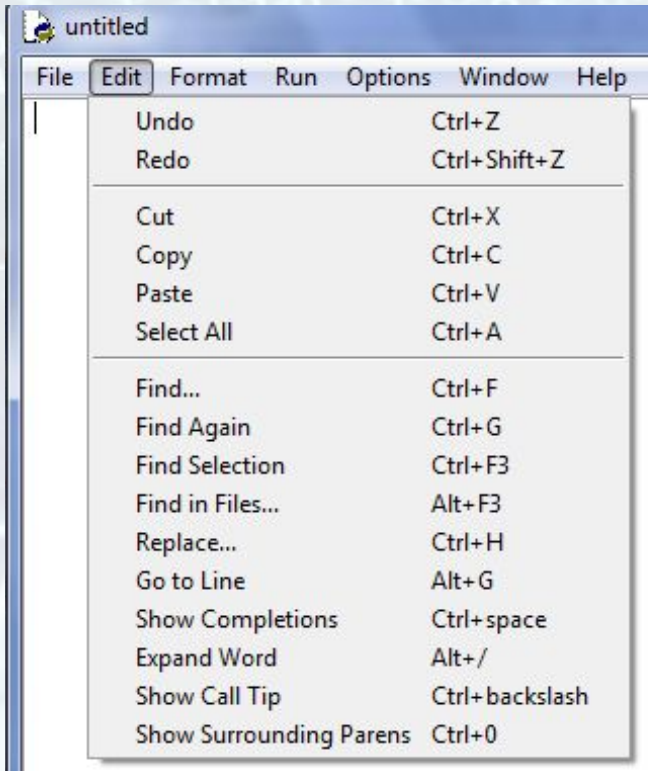 untitled
File Edit Format Run Options Window Help
Undo Ctrl+Z
Redo Ctrl+Shift+Z
Cut Ctrl+X
Copy Ctrl+C
Paste Ctrl+V
Select All Ctrl+A
Find... Ctrl+F
Find Again Ctrl+G
Find Selection Ctrl+F3
Find in Files... Alt+F3
Replace... Ctrl+H
Go to Line Alt+G
Show Completions Ctrl+space
Expand Word Alt+/
Show Call Tip Ctrl+backslash
Show Surrounding Parens Ctrl+0